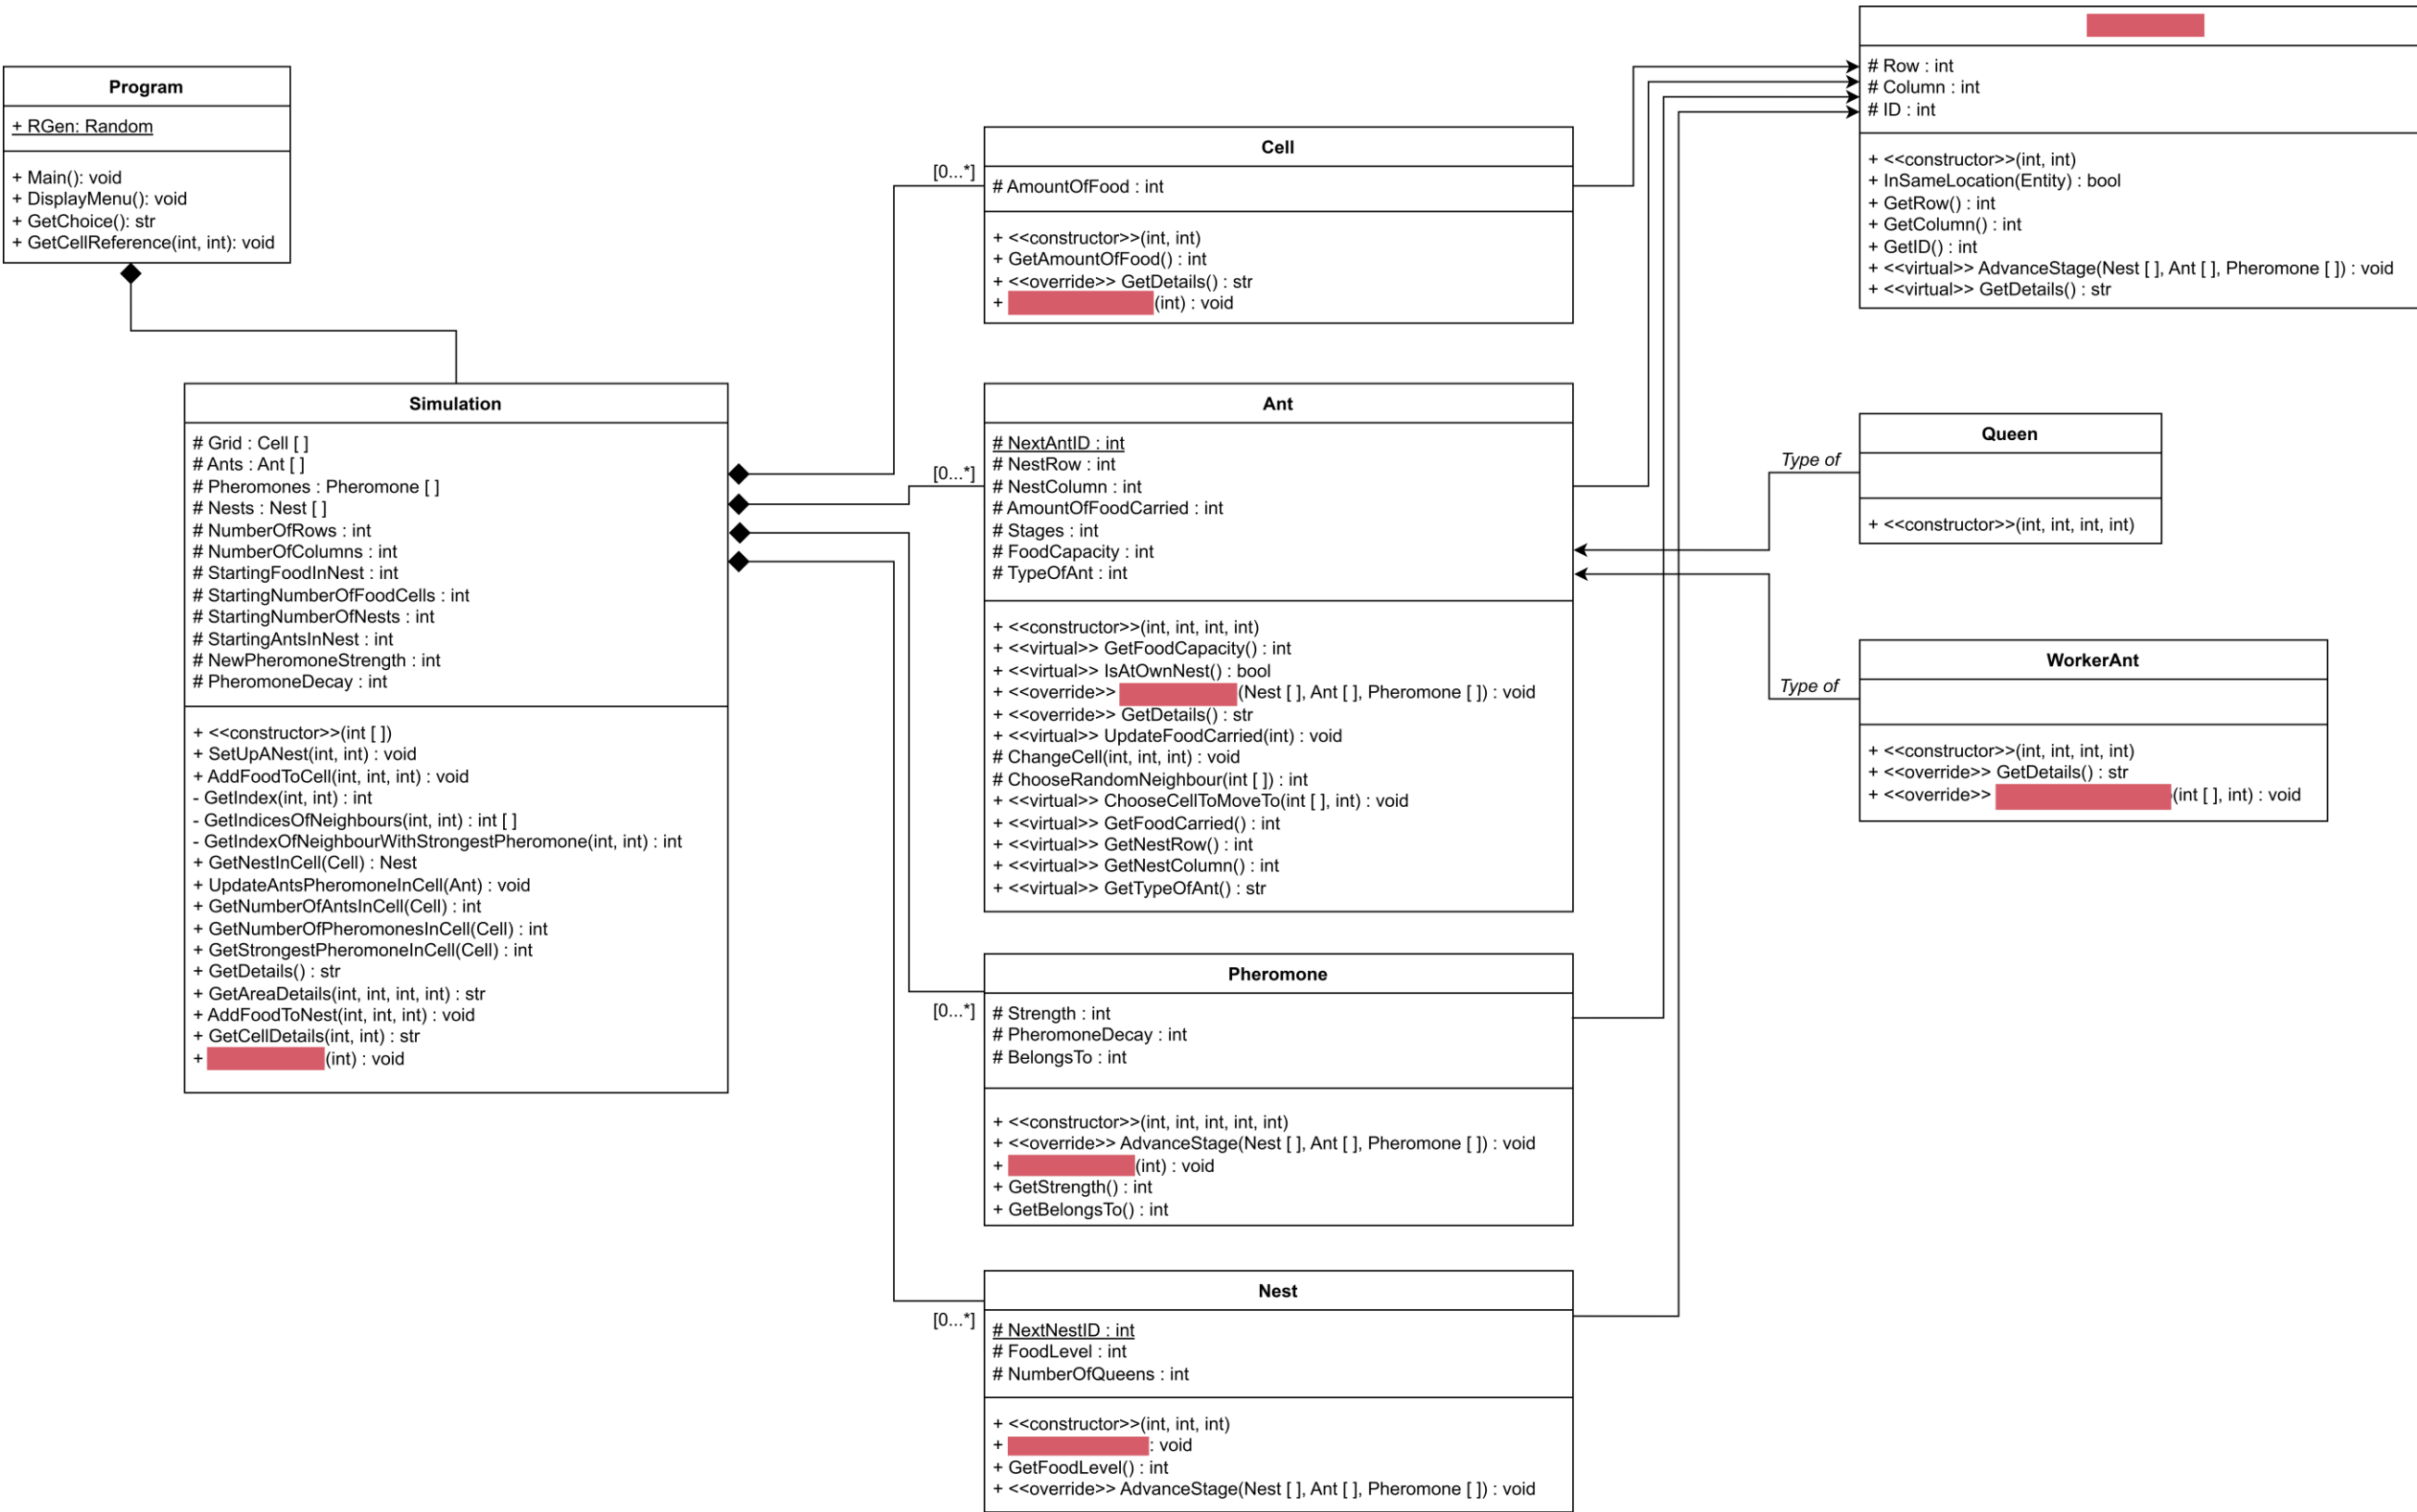 Program
+ RGen: Random
+ Main(): void
+ DisplayMenu(): void
+ GetChoice(): str
+ GetCellReference(int, int): void
Simulation
# Grid : Cell [ ]
# Ants : Ant [ ]
# Pheromones : Pheromone [ ]
# Nests : Nest [ ]
# NumberOfRows : int
# NumberOfColumns : int
# StartingFoodInNest : int
# StartingNumberOfFoodCells : int
# StartingNumberOfNests : int
# StartingAntsInNest : int
# NewPheromoneStrength : int
# PheromoneDecay : int
+ <<constructor>>(int [ ])
+ SetUpANest(int, int) : void
+ AddFoodToCell(int, int, int) : void
- GetIndex(int, int) : int
- GetIndicesOfNeighbours(int, int) : int [ ]
- GetIndexOfNeighbourWithStrongestPheromone(int, int) : int
+ GetNestInCell(Cell) : Nest
+ UpdateAntsPheromoneInCell(Ant) : void
+ GetNumberOfAntsInCell(Cell) : int
+ GetNumberOfPheromonesInCell(Cell) : int
+ GetStrongestPheromoneInCell(Cell) : int
+ GetDetails() : str
+ GetAreaDetails(int, int, int, int) : str
+ AddFoodToNest(int, int, int) : void
+ GetCellDetails(int, int) : str
+ (int) : void
[0...*]
[0...*]
[0...*]
[0...*]
Cell
# AmountOfFood : int
+ <<constructor>>(int, int)
+ GetAmountOfFood() : int
+ <<override>> GetDetails() : str
+ (int) : void
Ant
# NextAntID : int
# NestRow : int
# NestColumn : int
# AmountOfFoodCarried : int
# Stages : int
# FoodCapacity : int
# TypeOfAnt : int
+ <<constructor>>(int, int, int, int)
+ <<virtual>> GetFoodCapacity() : int
+ <<virtual>> IsAtOwnNest() : bool
+ <<override>> (Nest [ ], Ant [ ], Pheromone [ ]) : void
+ <<override>> GetDetails() : str
+ <<virtual>> UpdateFoodCarried(int) : void
# ChangeCell(int, int, int) : void
# ChooseRandomNeighbour(int [ ]) : int
+ <<virtual>> ChooseCellToMoveTo(int [ ], int) : void
+ <<virtual>> GetFoodCarried() : int
+ <<virtual>> GetNestRow() : int
+ <<virtual>> GetNestColumn() : int
+ <<virtual>> GetTypeOfAnt() : str
Pheromone
# Strength : int
# PheromoneDecay : int
# BelongsTo : int
+ <<constructor>>(int, int, int, int, int)
+ <<override>> AdvanceStage(Nest [ ], Ant [ ], Pheromone [ ]) : void
+ (int) : void
+ GetStrength() : int
+ GetBelongsTo() : int
Nest
# NextNestID : int
# FoodLevel : int
# NumberOfQueens : int
+ <<constructor>>(int, int, int)
+ : void
+ GetFoodLevel() : int
+ <<override>> AdvanceStage(Nest [ ], Ant [ ], Pheromone [ ]) : void
# Row : int
# Column : int
# ID : int
+ <<constructor>>(int, int)
+ InSameLocation(Entity) : bool
+ GetRow() : int
+ GetColumn() : int
+ GetID() : int
+ <<virtual>> AdvanceStage(Nest [ ], Ant [ ], Pheromone [ ]) : void
+ <<virtual>> GetDetails() : str
Type of
Queen
+ <<constructor>>(int, int, int, int)
Type of
WorkerAnt
+ <<constructor>>(int, int, int, int)
+ <<override>> GetDetails() : str
+ <<override>> (int [ ], int) : void